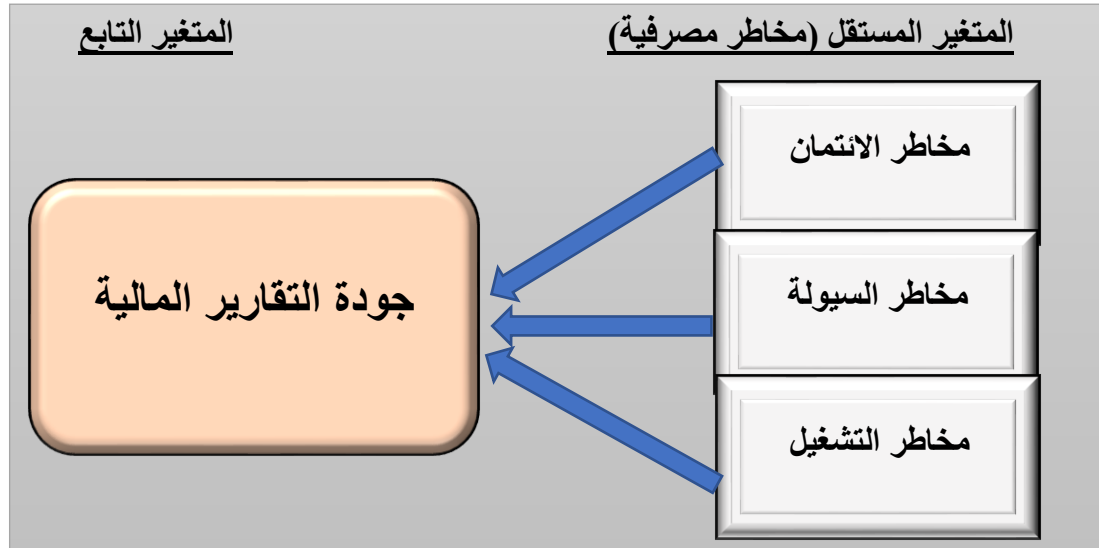 المتغير المستقل (مخاطر مصرفية)
المتغير التابع
مخاطر الائتمان
مخاطر السيولة
مخاطر التشغيل
جودة التقارير المالية